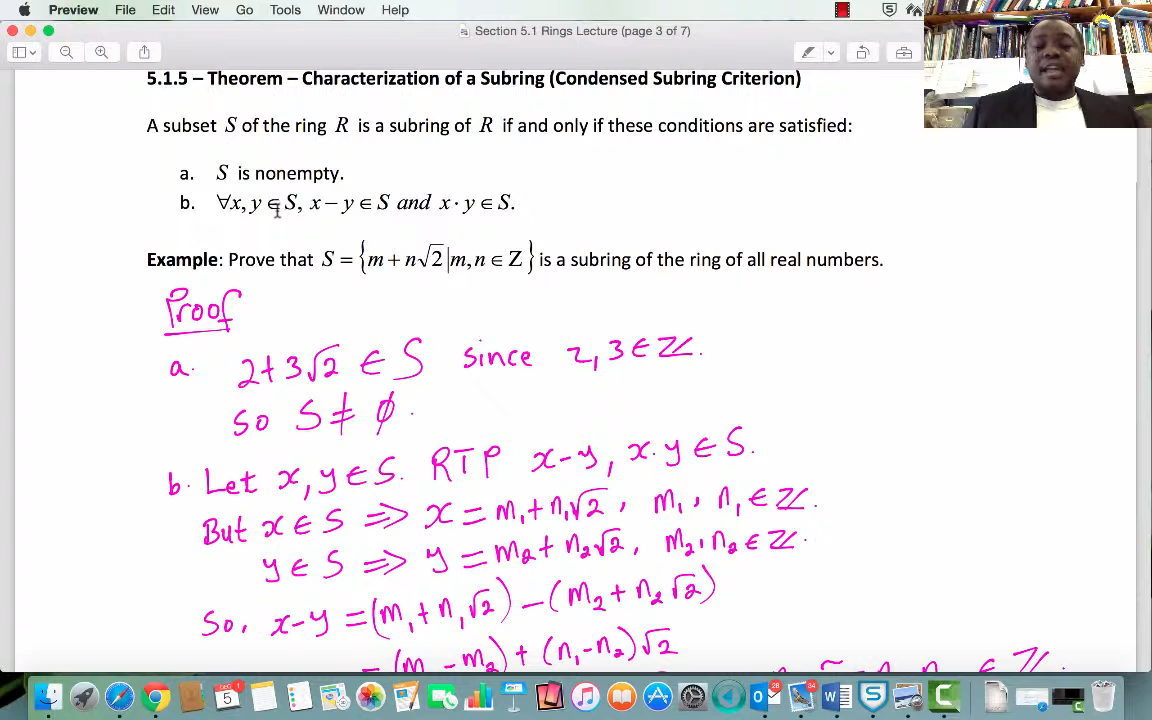 Preview File Edit View Go Tools Window Help
Section 5.1 Rings Lecture (page 3 of 7)
5.1.5 – Theorem – Characterization of a Subring (Condensed Subring Criterion)
A subset S of the ring R is a subring of R if and only if these conditions are satisfied:
a. S is nonempty.
b. ∀x, y ∈ S, x − y ∈ S and x · y ∈ S.
Example: Prove that S = {m + n√2 | m, n ∈ Z} is a subring of the ring of all real numbers.
Proof
a. 2+3√2 ∈ S since 2, 3 ∈ ℤ.
So S ≠ ∅.
b. Let x, y ∈ S. RTP x−y, x·y ∈ S.
But x ∈ S ⟹ x = m₁ + n₁√2, m₁, n₁ ∈ ℤ.
y ∈ S ⟹ y = m₂ + n₂√2, m₂, n₂ ∈ ℤ.
So, x−y = (m₁ + n₁√2) − (m₂ + n₂√2)
= (m₁ − m₂) + (n₁ − n₂)√2
DEC
5